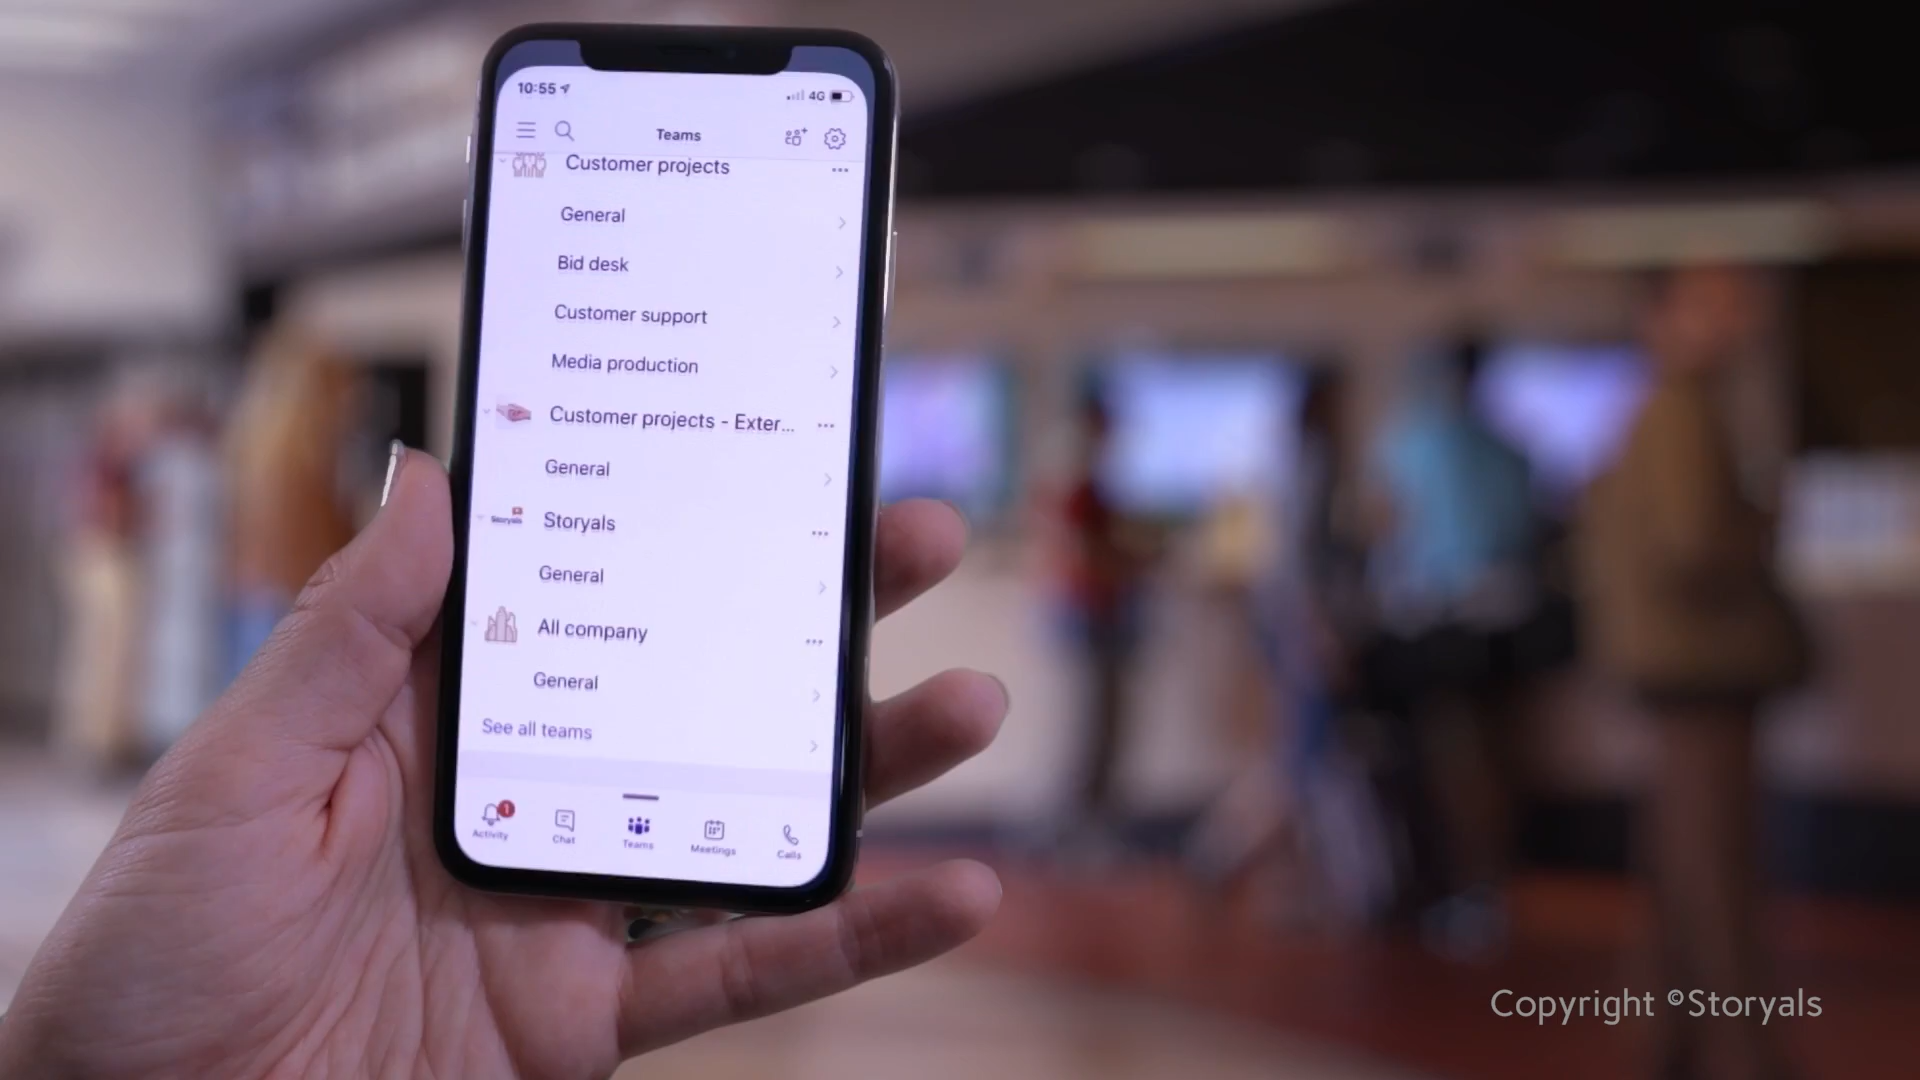 10:55
4G
Teams
Customer projects
General
Bid desk
Customer support
Media production
Customer projects - Exter...
General
Storyals
Storyals
General
All company
General
See all teams
1
Activity
Chat
Teams
Meetings
Calls
Copyright ©Storyals